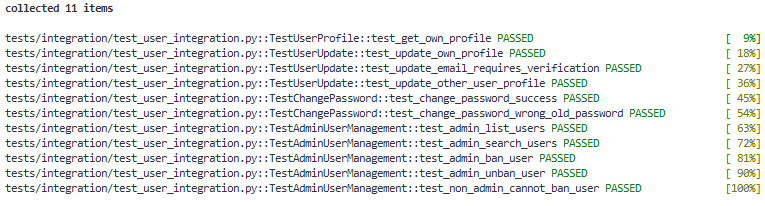 collected 11 items
tests/integration/test_user_integration.py::TestUserProfile::test_get_own_profile PASSED [  9%]
tests/integration/test_user_integration.py::TestUserUpdate::test_update_own_profile PASSED [ 18%]
tests/integration/test_user_integration.py::TestUserUpdate::test_update_email_requires_verification PASSED [ 27%]
tests/integration/test_user_integration.py::TestUserUpdate::test_update_other_user_profile PASSED [ 36%]
tests/integration/test_user_integration.py::TestChangePassword::test_change_password_success PASSED [ 45%]
tests/integration/test_user_integration.py::TestChangePassword::test_change_password_wrong_old_password PASSED [ 54%]
tests/integration/test_user_integration.py::TestAdminUserManagement::test_admin_list_users PASSED [ 63%]
tests/integration/test_user_integration.py::TestAdminUserManagement::test_admin_search_users PASSED [ 72%]
tests/integration/test_user_integration.py::TestAdminUserManagement::test_admin_ban_user PASSED [ 81%]
tests/integration/test_user_integration.py::TestAdminUserManagement::test_admin_unban_user PASSED [ 90%]
tests/integration/test_user_integration.py::TestAdminUserManagement::test_non_admin_cannot_ban_user PASSED [100%]